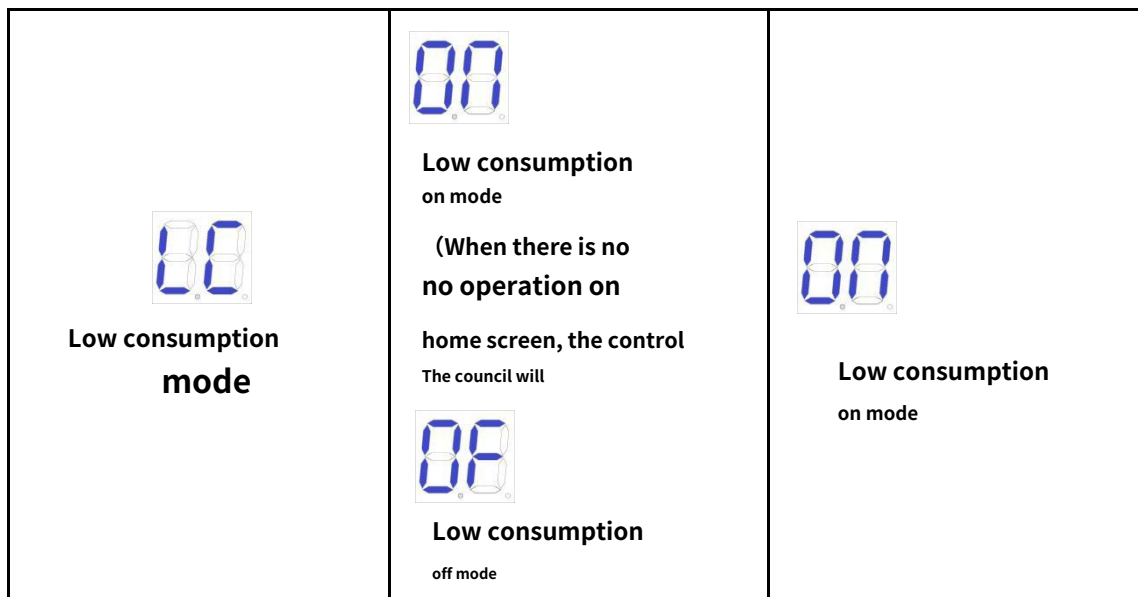 LC
Low consumption
mode
ON
Low consumption
on mode
（When there is no
no operation on
home screen, the control
The council will
OF
Low consumption
off mode
ON
Low consumption
on mode